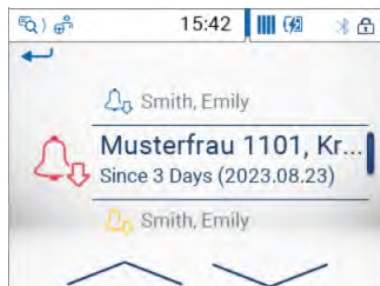 15:42
Smith, Emily
Musterfrau 1101, Kr...
Since 3 Days (2023.08.23)
Smith, Emily